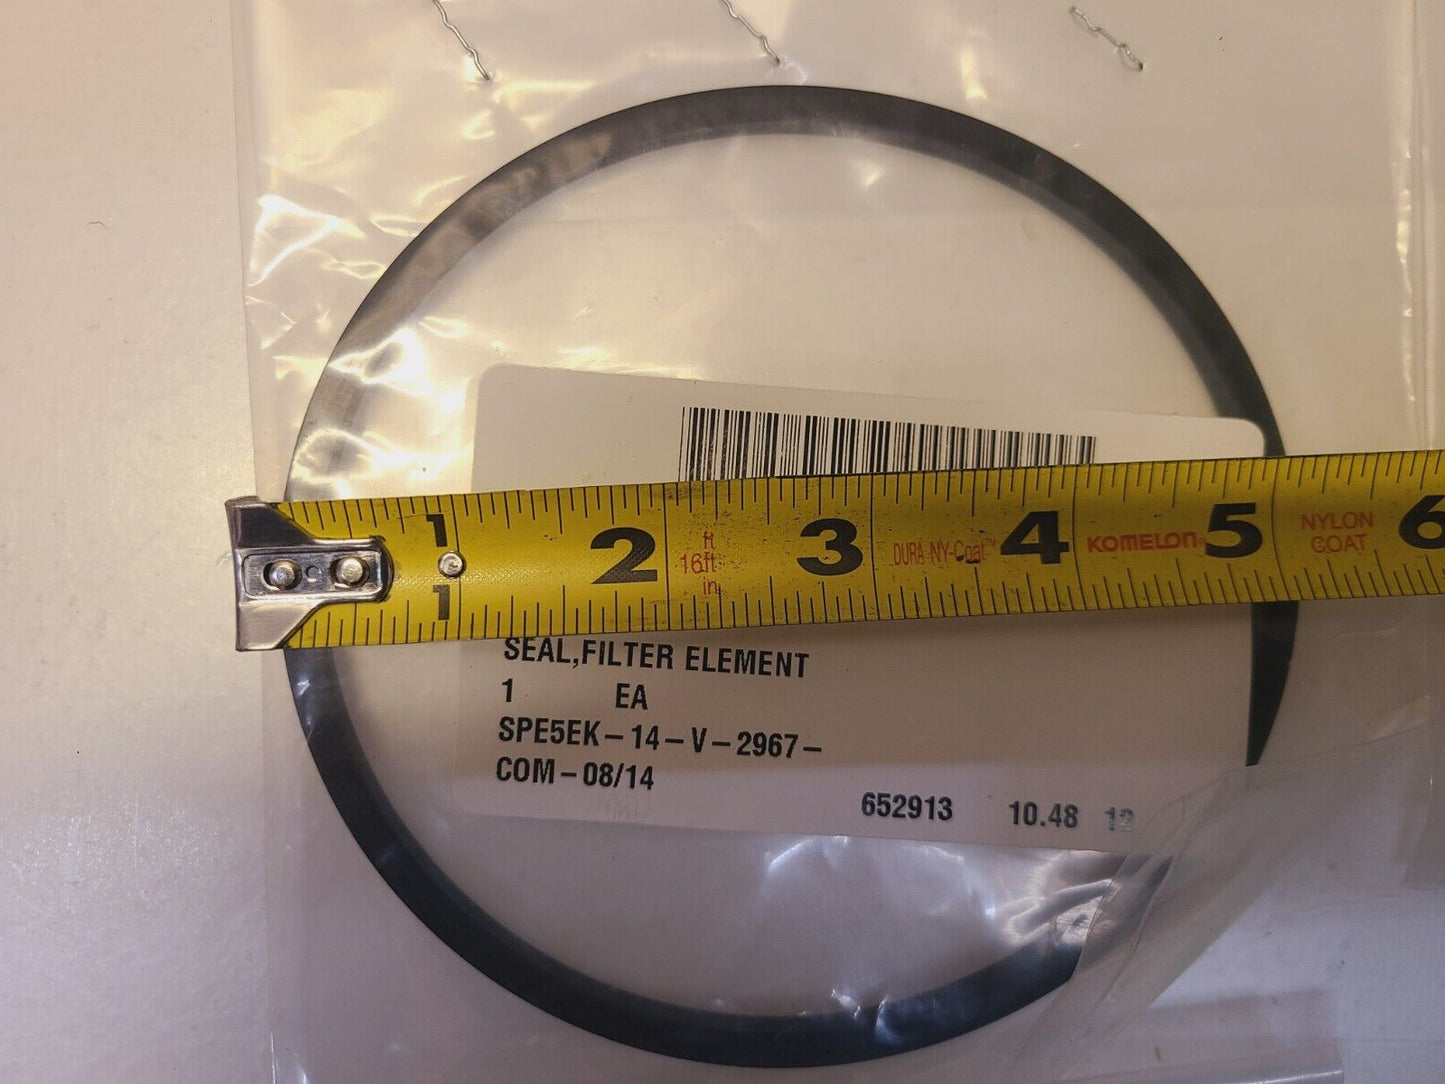 1 2 ft 3 4 5 6
16ft DURA NY-Coat™ KOMELON® NYLON
in COAT
1
SEAL,FILTER ELEMENT
1 EA
SPE5EK-14-V-2967-
COM-08/14
652913 10.48 12